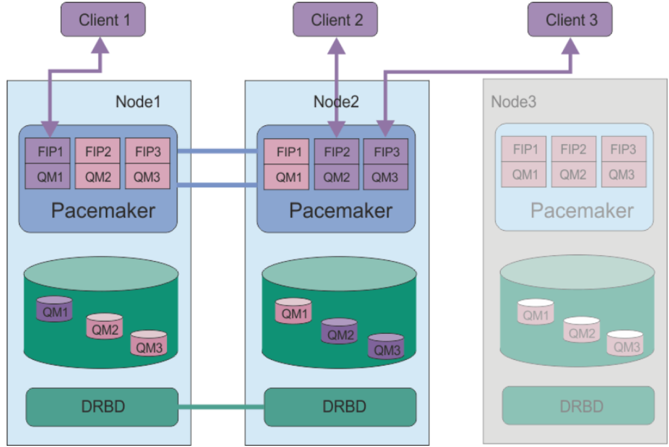 Client 1
Client 2
Client 3
Node1
Node2
Node3
FIP1 FIP2 FIP3
QM1 QM2 QM3
Pacemaker
FIP1 FIP2 FIP3
QM1 QM2 QM3
Pacemaker
FIP1 FIP2 FIP3
QM1 QM2 QM3
Pacemaker
QM1
QM2
QM3
QM1
QM2
QM3
QM1
QM2
QM3
DRBD
DRBD
DRBD